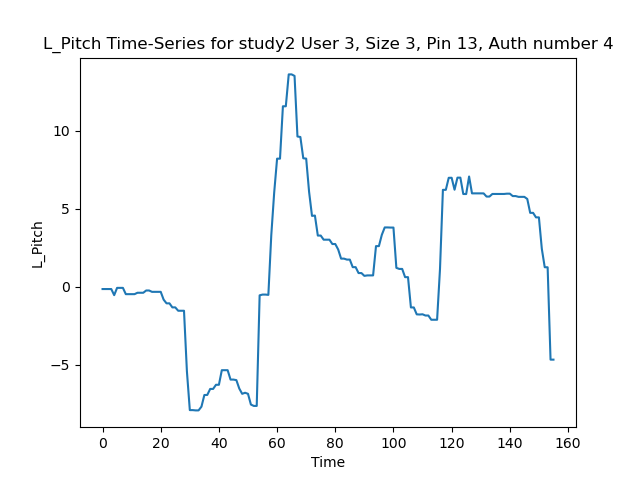 L_Pitch Time-Series for study2 User 3, Size 3, Pin 13, Auth number 4
10
5
0
−5
L_Pitch
0 20 40 60 80 100 120 140 160
Time